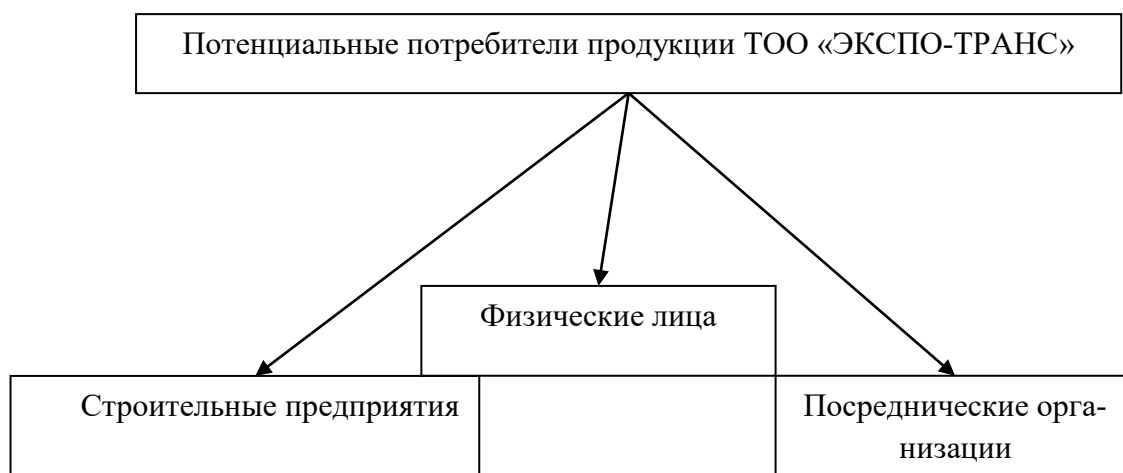 Потенциальные потребители продукции ТОО «ЭКСПО-ТРАНС»
Физические лица
Строительные предприятия
Посреднические орга-
низации